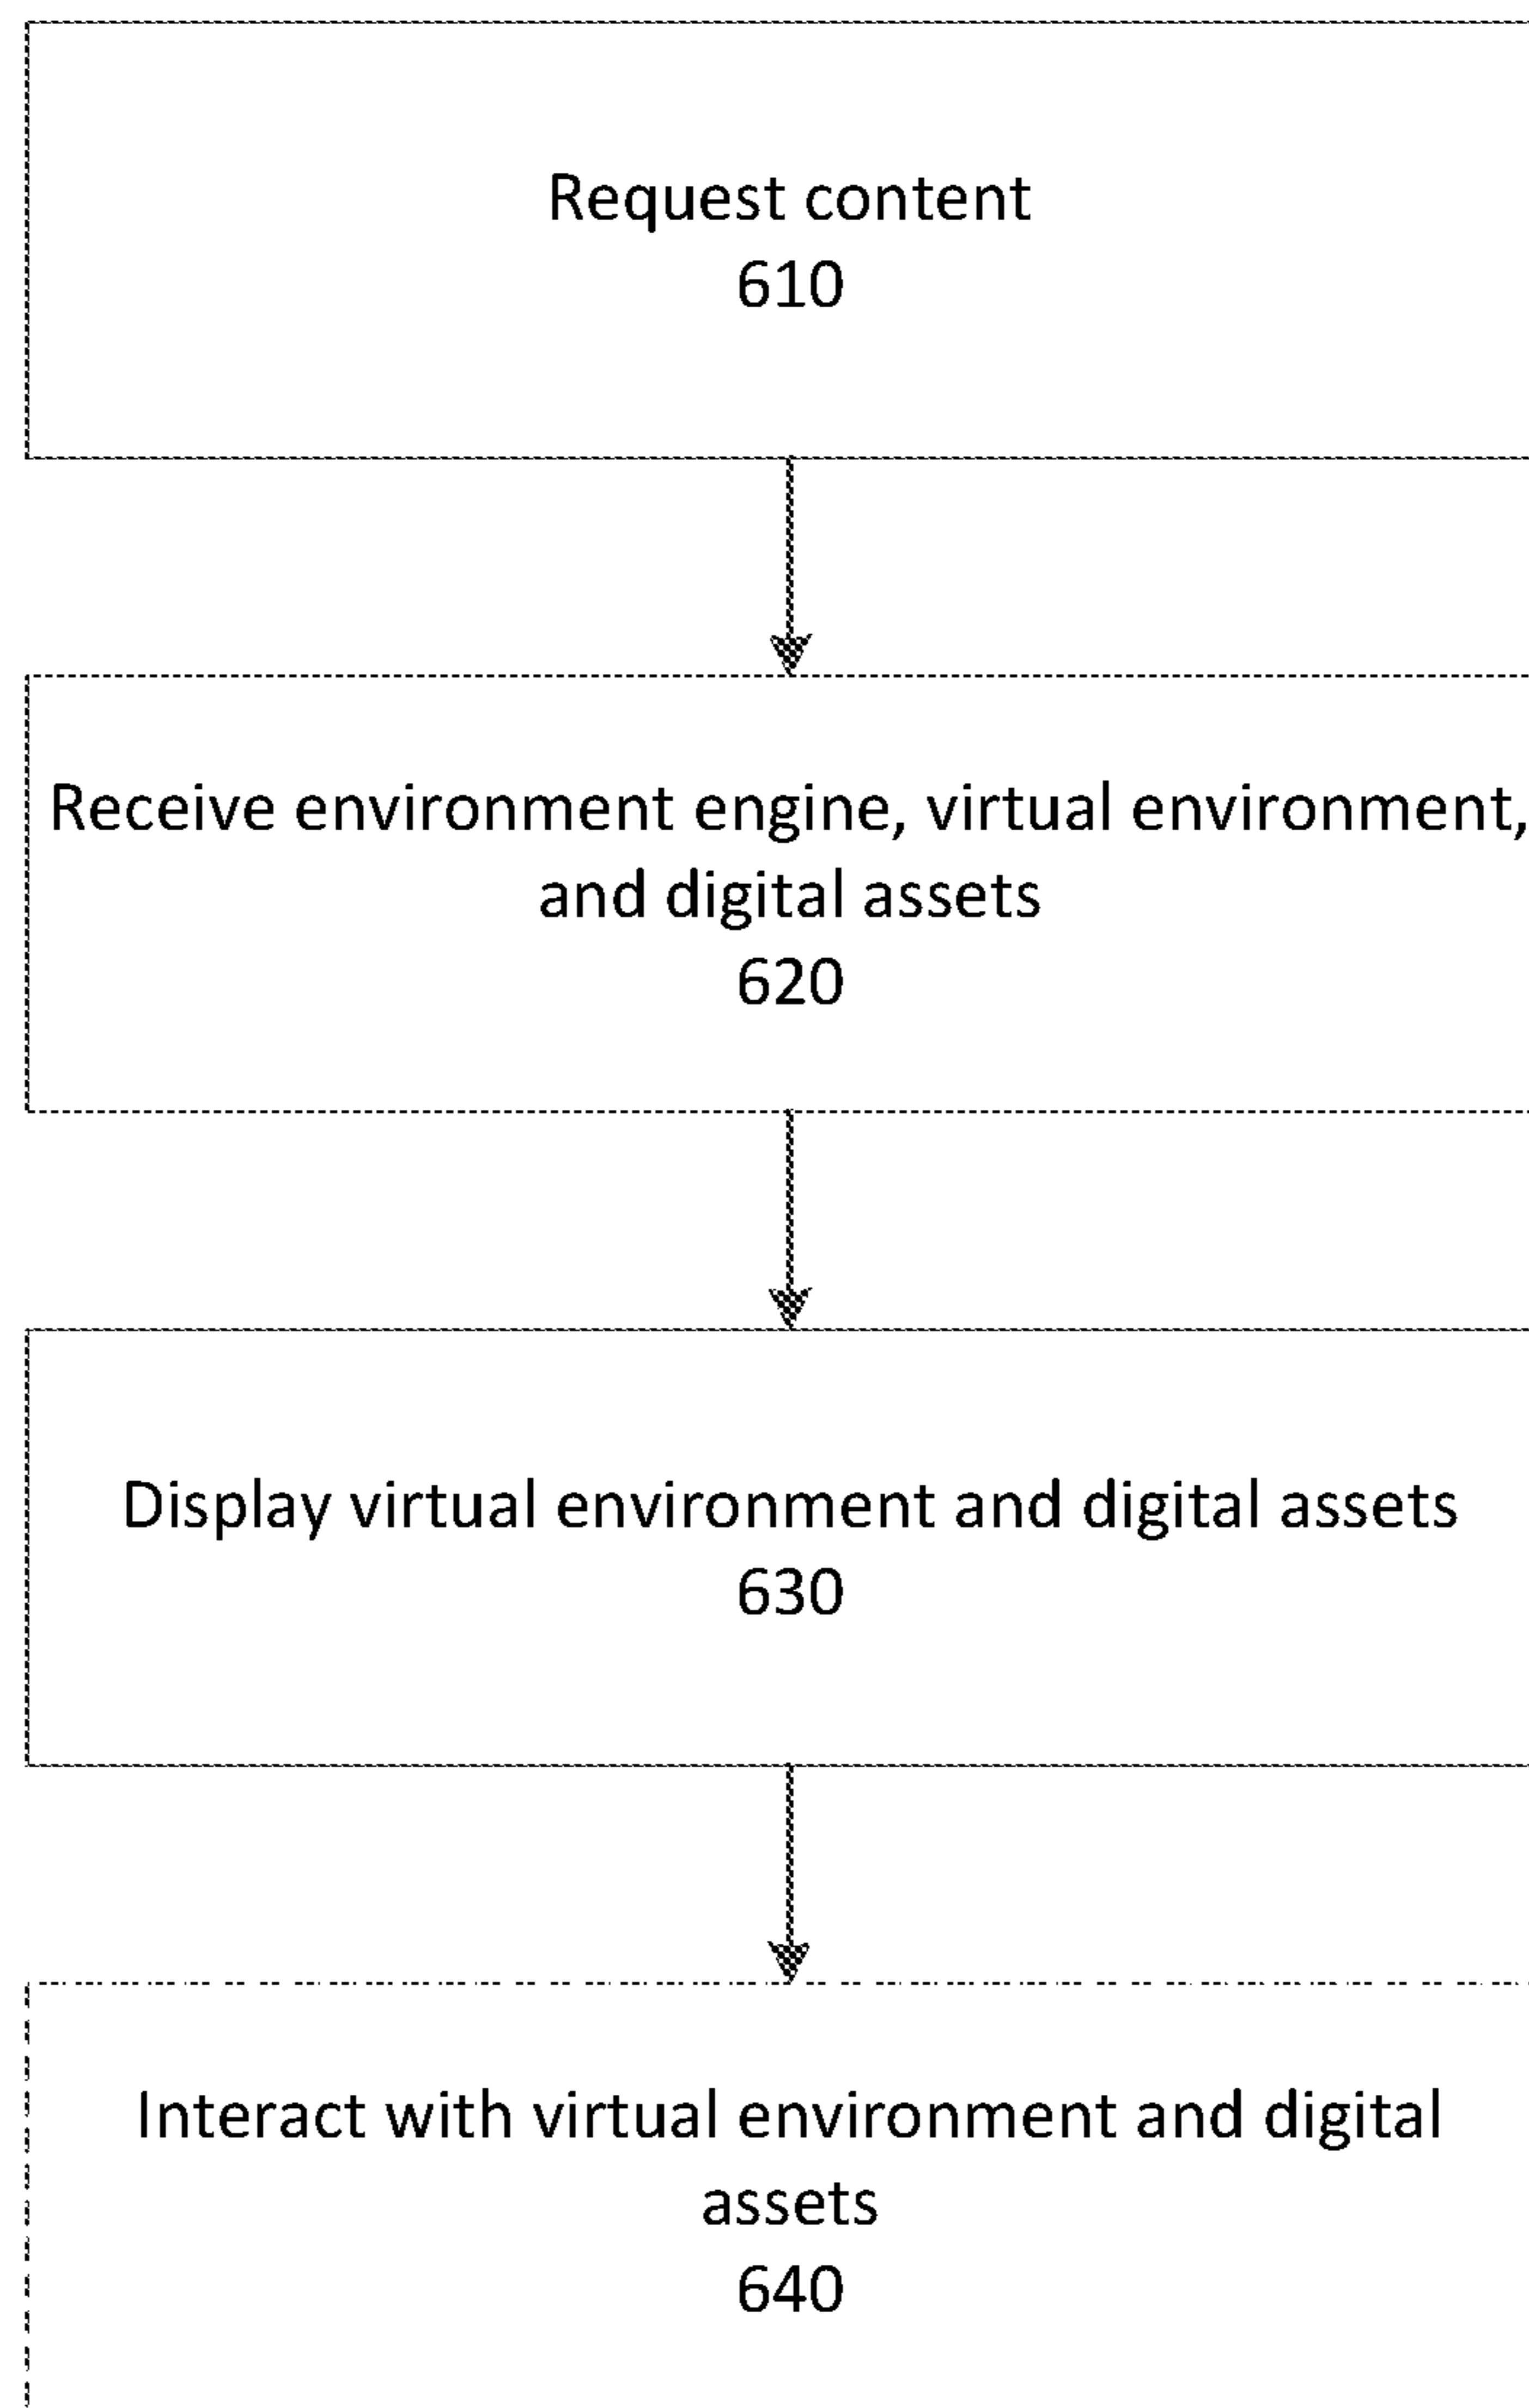 Request content
610
Receive environment engine, virtual environment,
and digital assets
620
Display virtual environment and digital assets
630
Interact with virtual environment and digital
assets
640